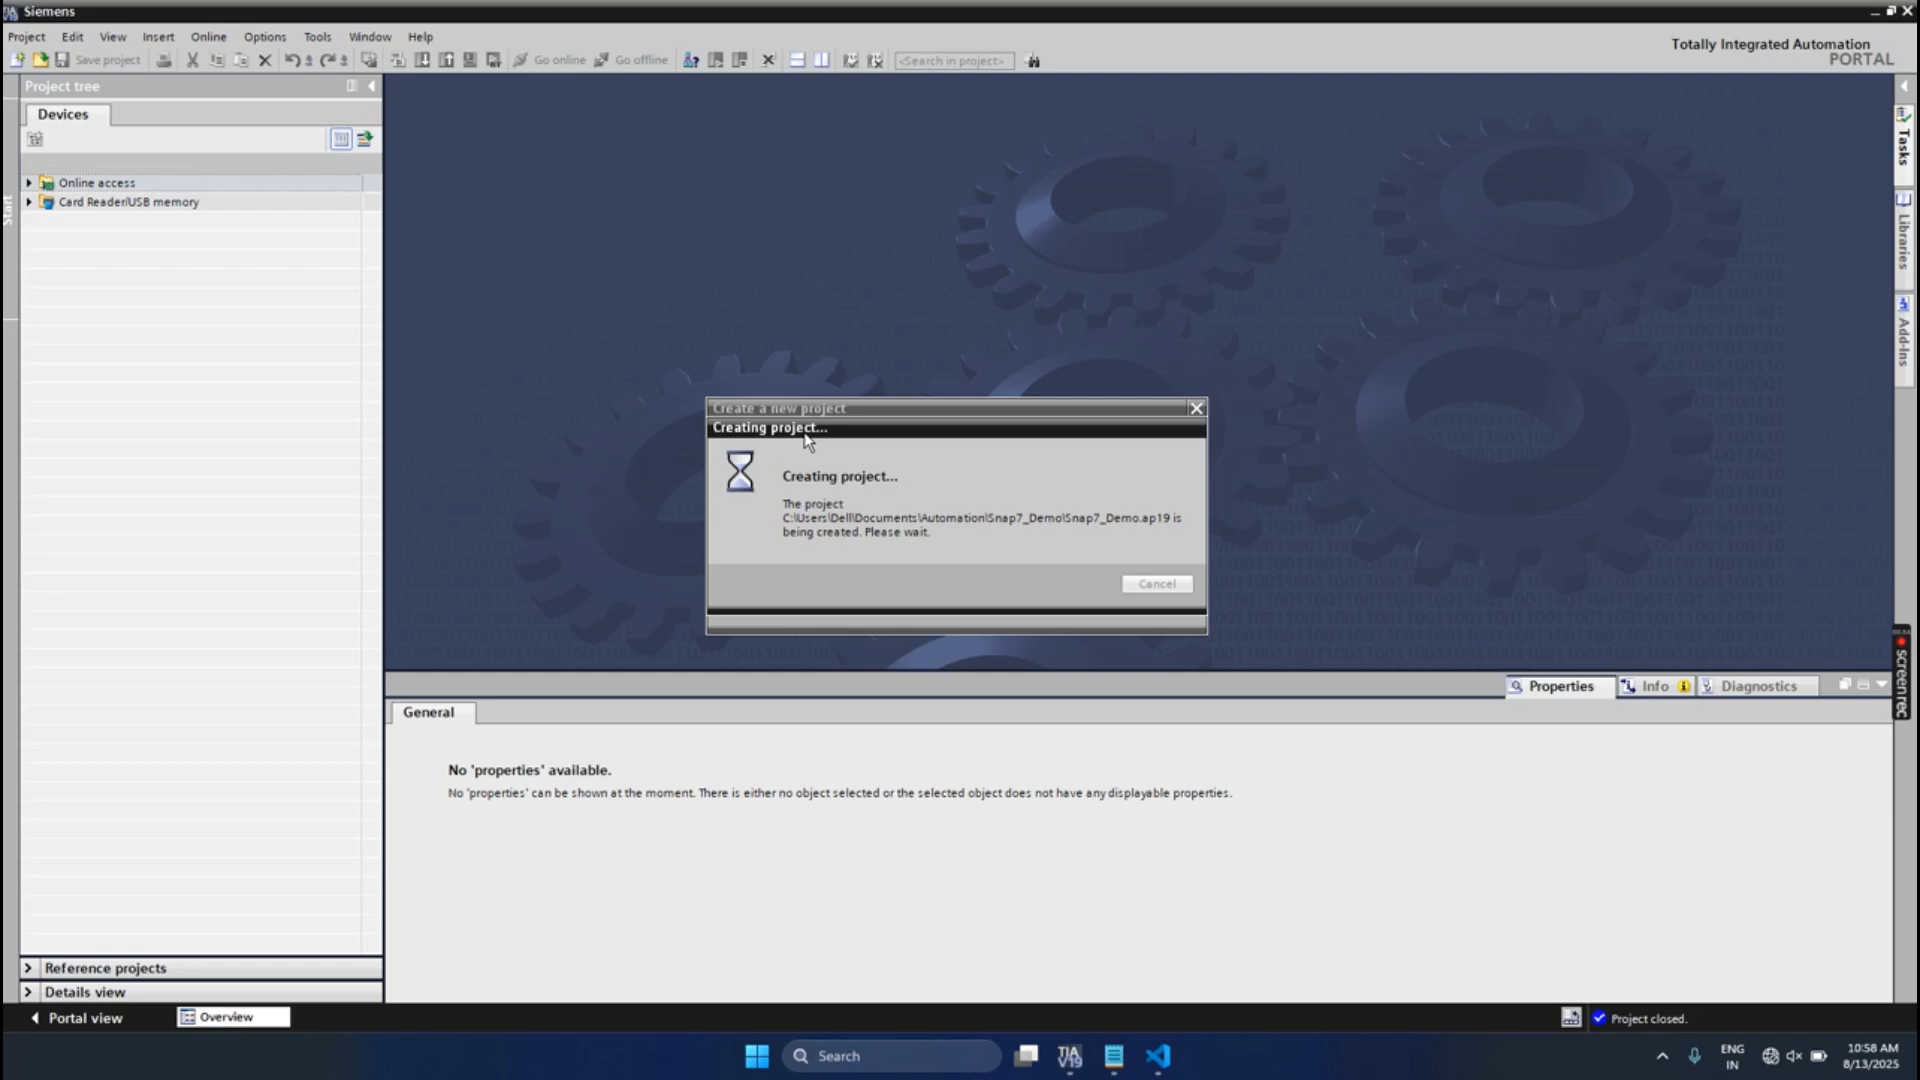 Siemens
Project Edit View Insert Online Options Tools Window Help
Totally Integrated Automation
PORTAL
Save project
Go online
Go offline
<Search in project>
Project tree
Devices
Online access
Card Reader/USB memory
Start
Tasks
Libraries
Add-Ins
Create a new project
Creating project...
Creating project...
The project
C:\Users\Dell\Documents\Automation\Snap7_Demo\Snap7_Demo.ap19 is
being created. Please wait.
Cancel
screenrec
Properties
Info
Diagnostics
General
No 'properties' available.
No 'properties' can be shown at the moment. There is either no object selected or the selected object does not have any displayable properties.
Reference projects
Details view
Portal view
Overview
Project closed.
Search
TIA
V19
ENG
IN
10:58 AM
8/13/2025